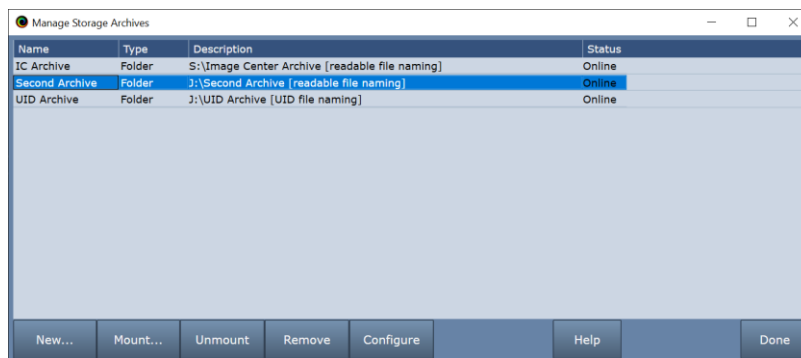 Manage Storage Archives
Name Type Description Status
IC Archive Folder S:\Image Center Archive [readable file naming] Online
Second Archive Folder J:\Second Archive [readable file naming] Online
UID Archive Folder J:\UID Archive [UID file naming] Online
New... Mount... Unmount Remove Configure Help Done